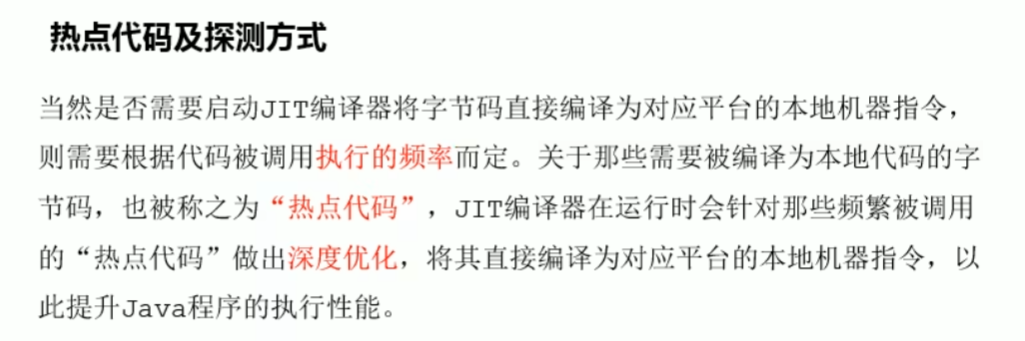 热点代码及探测方式
当然是否需要启动JIT编译器将字节码直接编译为对应平台的本地机器指令，
则需要根据代码被调用执行的频率而定。关于那些需要被编译为本地代码的字
节码，也被称之为“热点代码”，JIT编译器在运行时会针对那些频繁被调用
的“热点代码”做出深度优化，将其直接编译为对应平台的本地机器指令，以
此提升Java程序的执行性能。